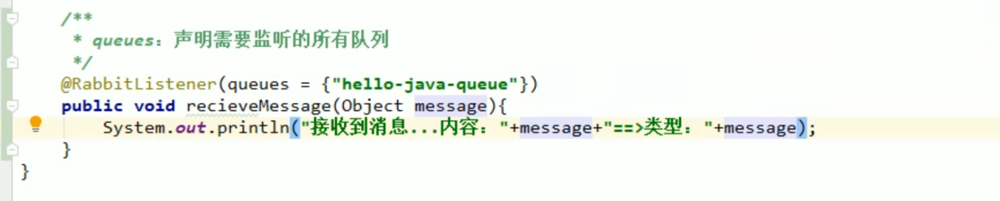 /**
 * queues：声明需要监听的所有队列
 */
@RabbitListener(queues = {"hello-java-queue"})
public void recieveMessage(Object message){
    System.out.println("接收到消息...内容："+message+"==>类型："+message);
}
}